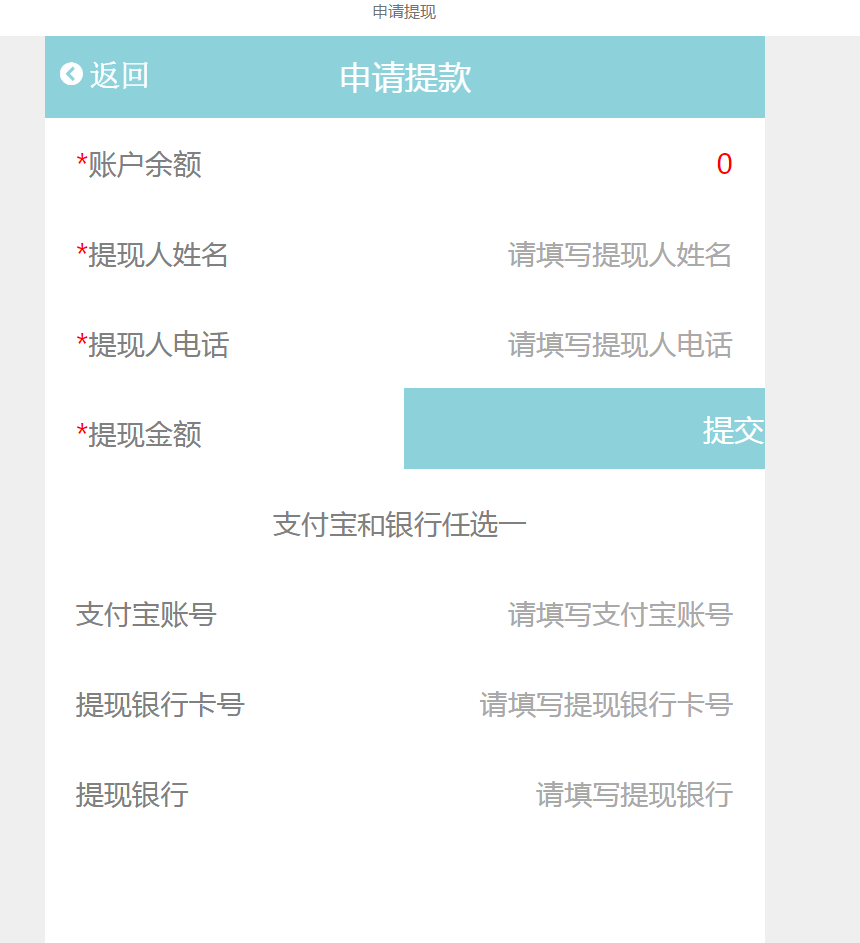 申请提现
返回 申请提款
*账户余额 0
*提现人姓名 请填写提现人姓名
*提现人电话 请填写提现人电话
*提现金额 提交
支付宝和银行任选一
支付宝账号 请填写支付宝账号
提现银行卡号 请填写提现银行卡号
提现银行 请填写提现银行